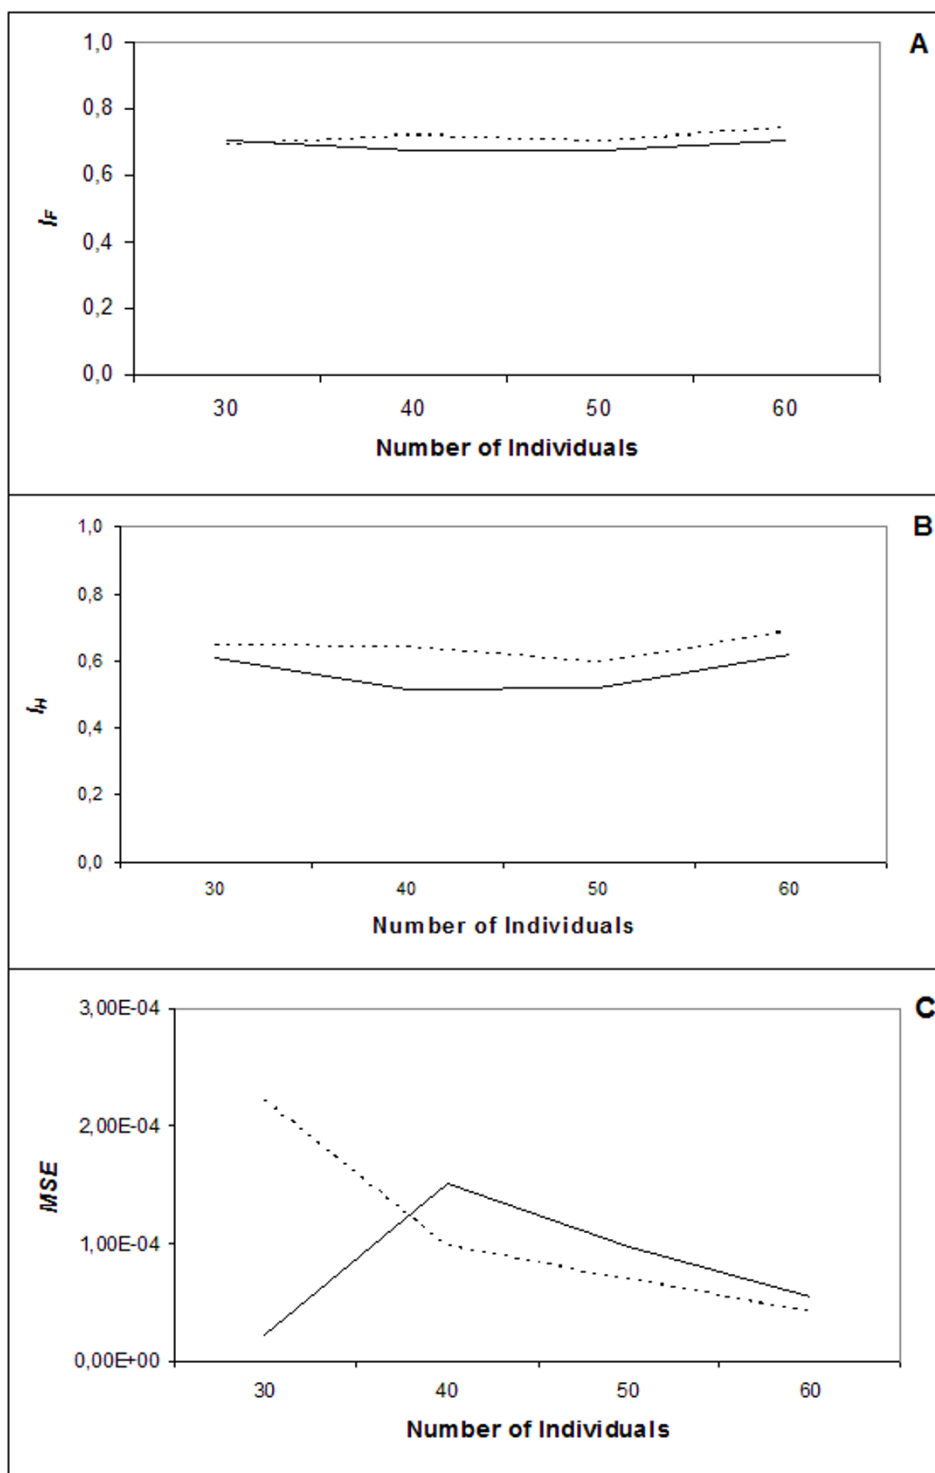 A
1,0
0,8
0,6
0,4
0,2
0,0
I_F
30 40 50 60
Number of Individuals
B
1,0
0,8
0,6
0,4
0,2
0,0
I_H
30 40 50 60
Number of Individuals
C
3,00E-04
2,00E-04
1,00E-04
0,00E+00
MSE
30 40 50 60
Number of Individuals